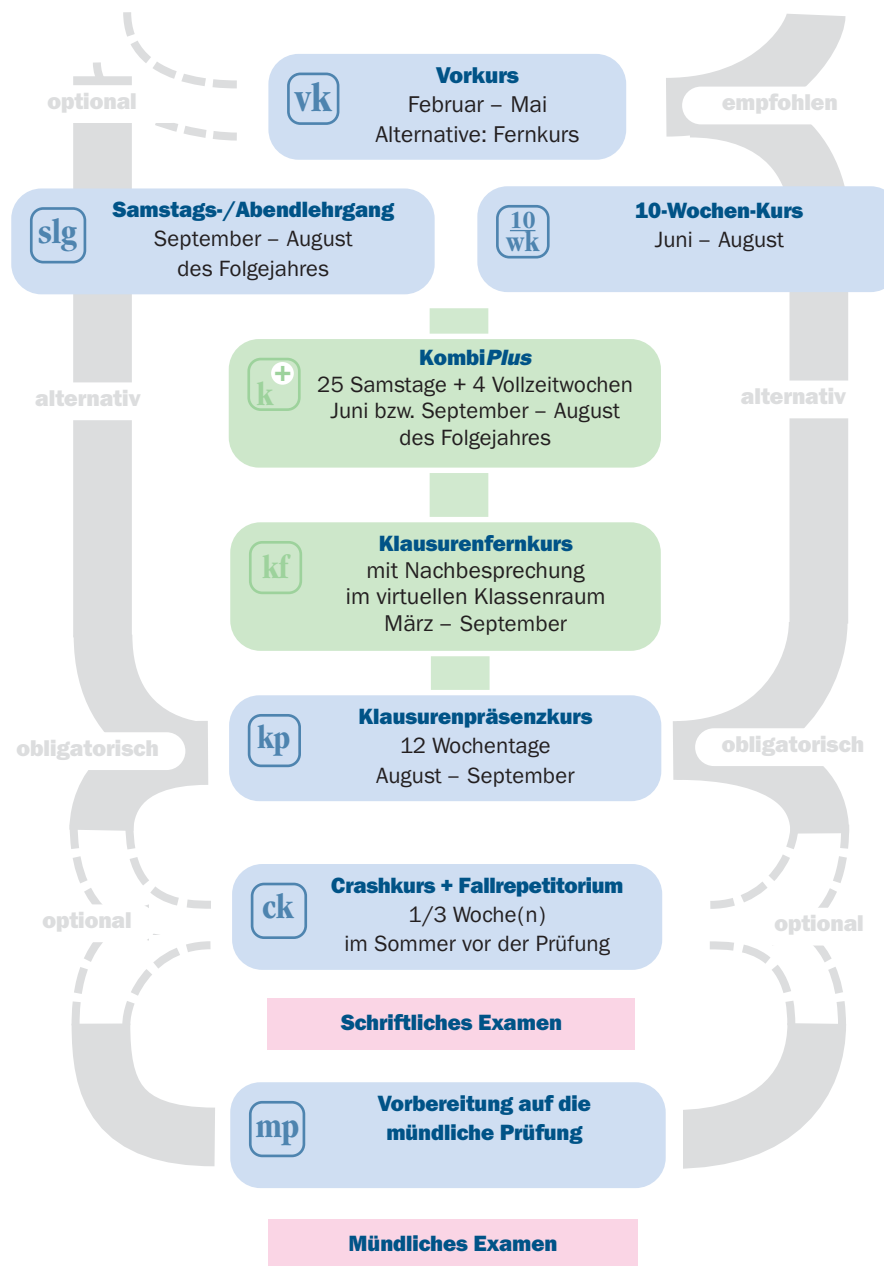 vk
Vorkurs
Februar – Mai
Alternative: Fernkurs
optional
empfohlen
slg
Samstags-/Abendlehrgang
September – August
des Folgejahres
10
wk
10-Wochen-Kurs
Juni – August
k+
KombiPlus
25 Samstage + 4 Vollzeitwochen
Juni bzw. September – August
des Folgejahres
alternativ
alternativ
kf
Klausurenfernkurs
mit Nachbesprechung
im virtuellen Klassenraum
März – September
kp
Klausurenpräsenzkurs
12 Wochentage
August – September
obligatorisch
obligatorisch
ck
Crashkurs + Fallrepetitorium
1/3 Woche(n)
im Sommer vor der Prüfung
optional
optional
Schriftliches Examen
mp
Vorbereitung auf die
mündliche Prüfung
Mündliches Examen